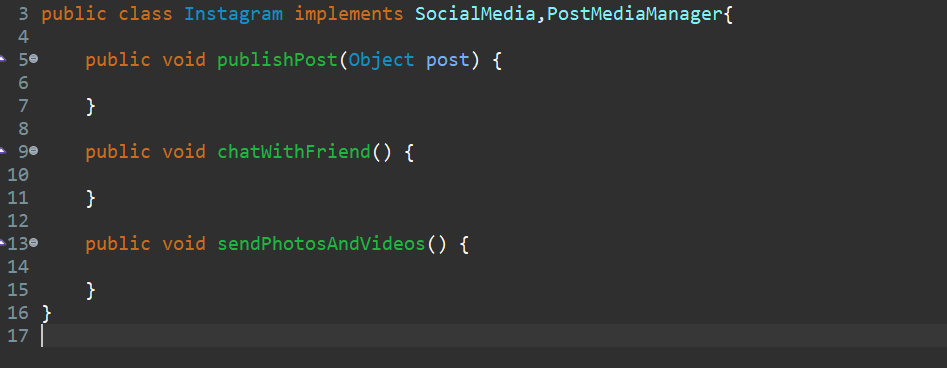 3 public class Instagram implements SocialMedia,PostMediaManager{
4
5     public void publishPost(Object post) {
6
7     }
8
9     public void chatWithFriend() {
10
11     }
12
13     public void sendPhotosAndVideos() {
14
15     }
16 }
17